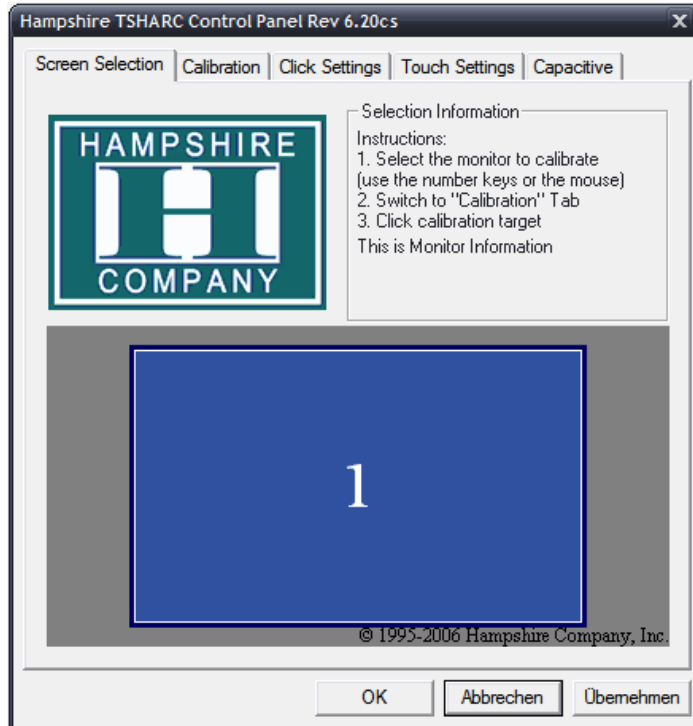 Hampshire TSHARC Control Panel Rev 6.20cs
Screen Selection Calibration Click Settings Touch Settings Capacitive
HAMPSHIRE
H
COMPANY
Selection Information
Instructions:
1. Select the monitor to calibrate
(use the number keys or the mouse)
2. Switch to "Calibration" Tab
3. Click calibration target
This is Monitor Information
1
© 1995-2006 Hampshire Company, Inc.
OK Abbrechen Übernehmen